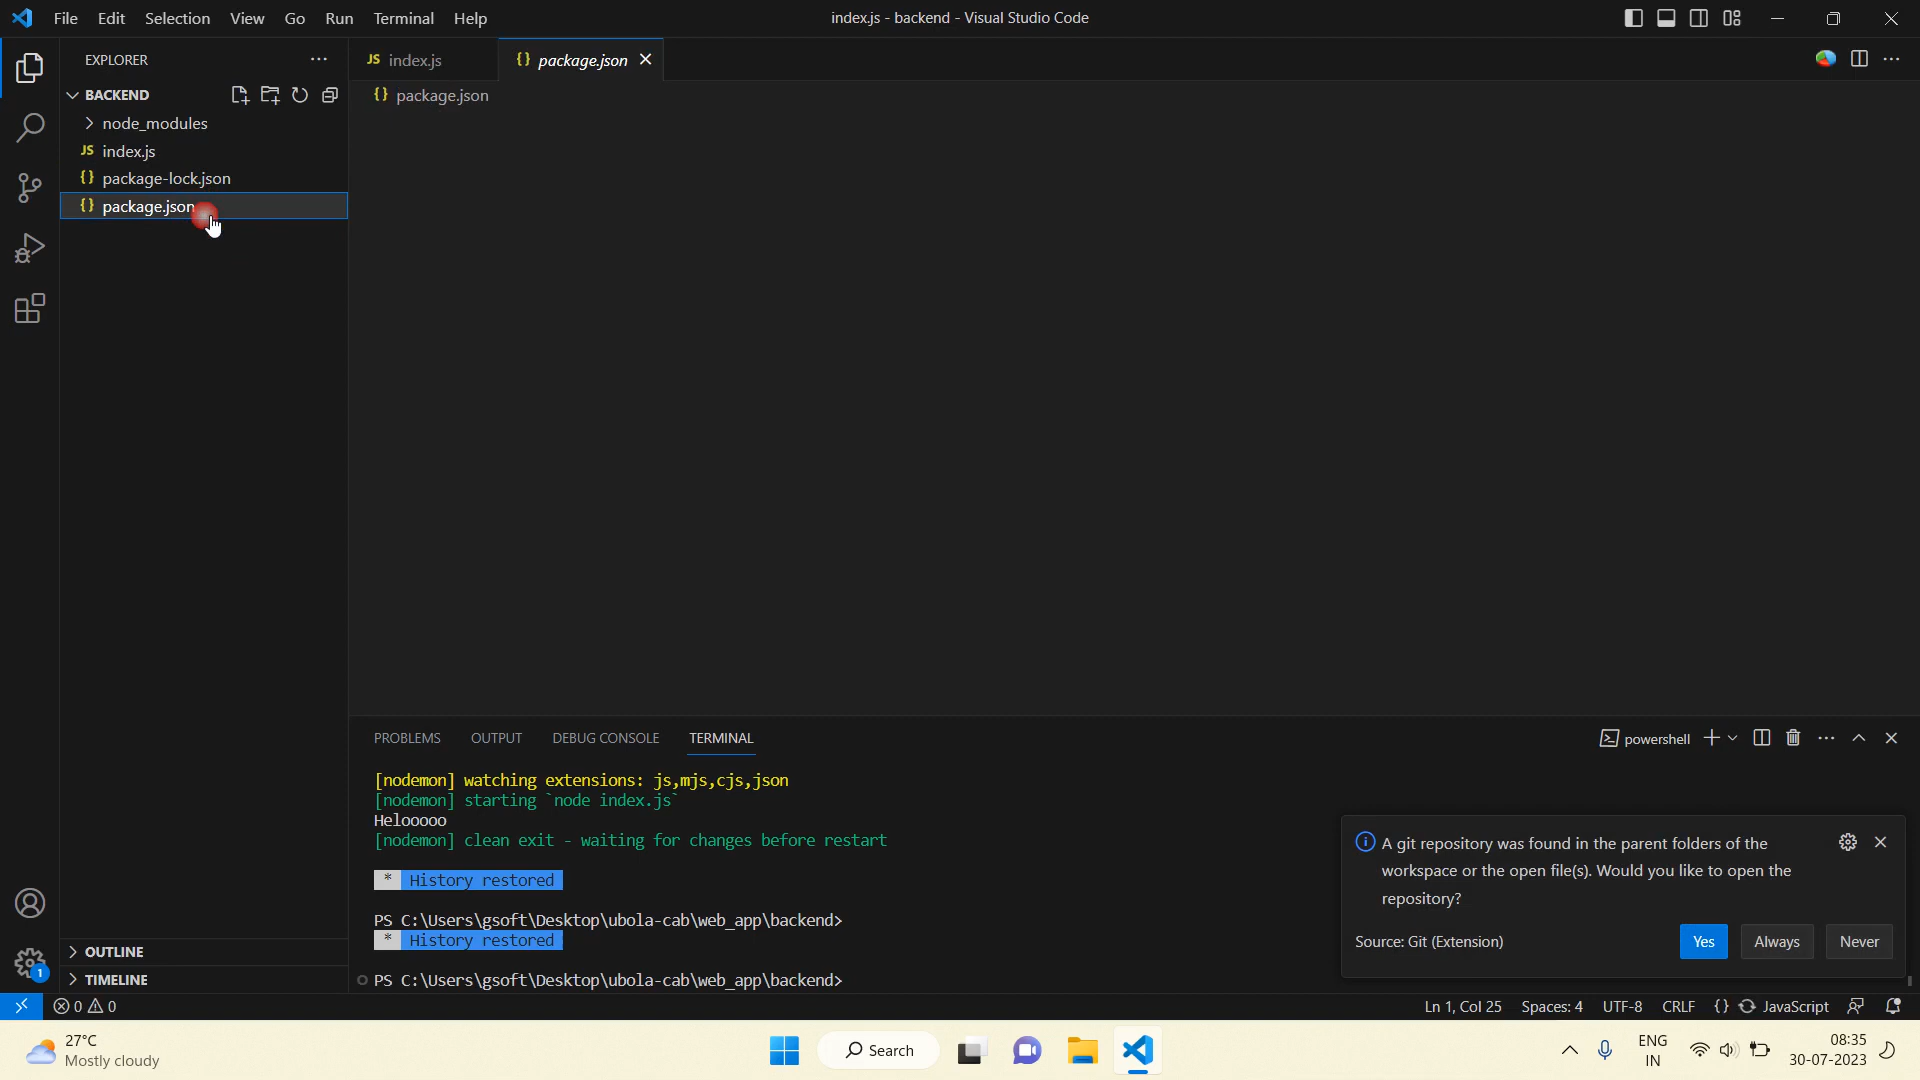 File Edit Selection View Go Run Terminal Help
index.js - backend - Visual Studio Code
EXPLORER
BACKEND
node_modules
JS index.js
{} package-lock.json
{} package.json
OUTLINE
TIMELINE
JS index.js
{} package.json
{} package.json
PROBLEMS OUTPUT DEBUG CONSOLE TERMINAL
powershell
[nodemon] watching extensions: js,mjs,cjs,json
[nodemon] starting `node index.js`
Helooooo
[nodemon] clean exit - waiting for changes before restart
* History restored
PS C:\Users\gsoft\Desktop\ubola-cab\web_app\backend>
* History restored
PS C:\Users\gsoft\Desktop\ubola-cab\web_app\backend>
A git repository was found in the parent folders of the
workspace or the open file(s). Would you like to open the
repository?
Source: Git (Extension)
Yes Always Never
1
0 0
Ln 1, Col 25 Spaces: 4 UTF-8 CRLF {} JavaScript
27°C
Mostly cloudy
Search
ENG
IN
08:35
30-07-2023